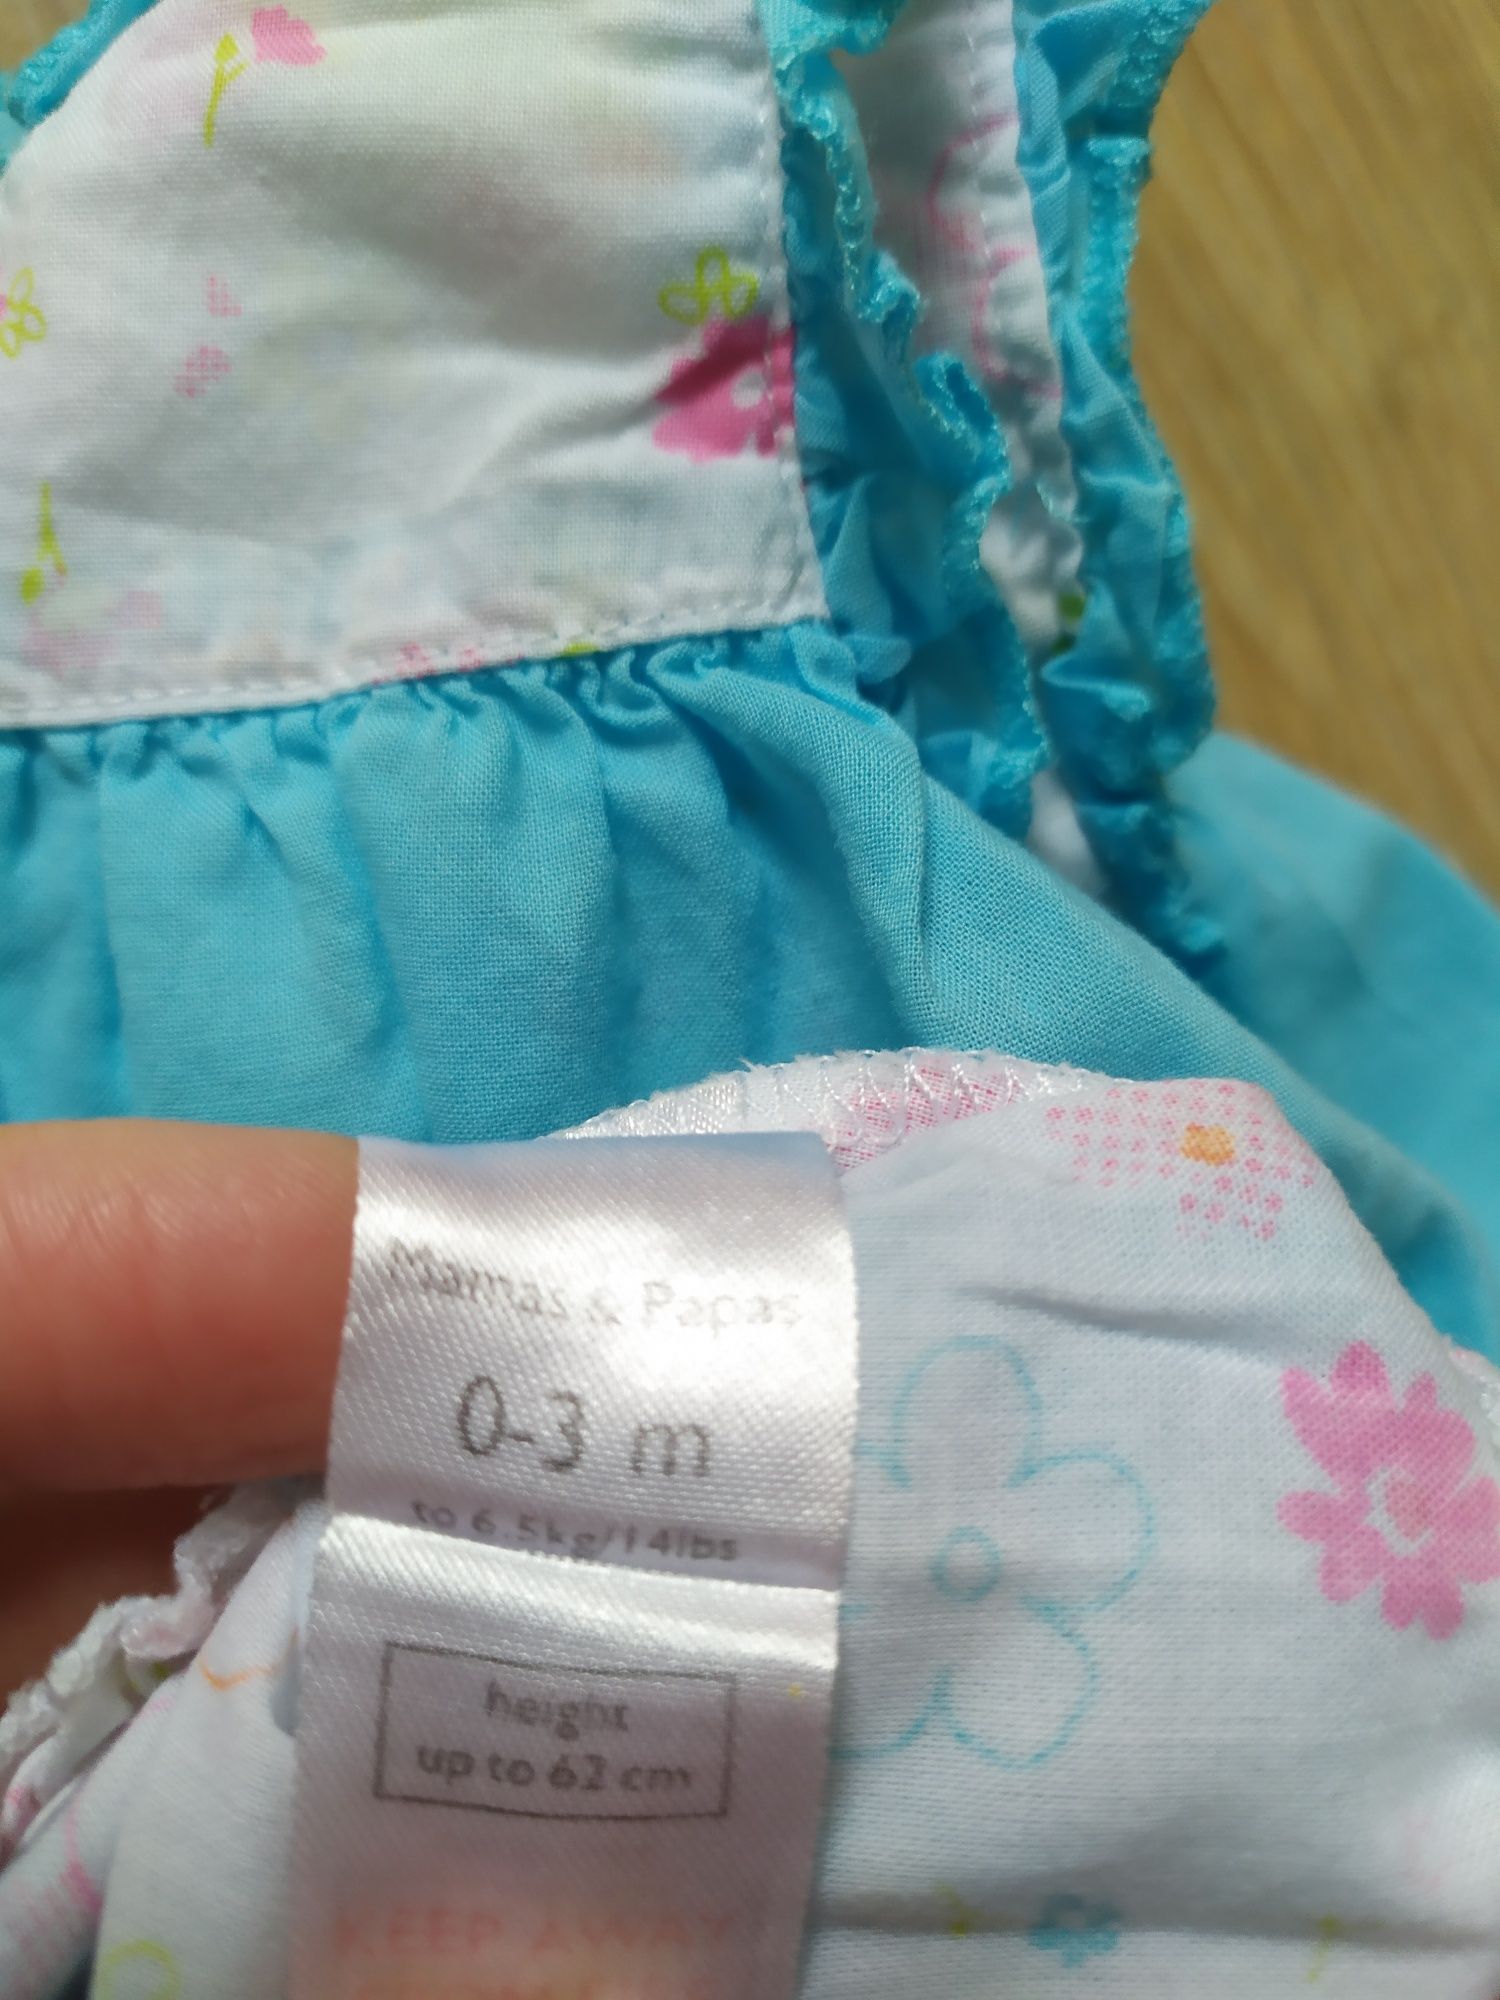 Mamas & Papas
0-3 m
to 6.5kg/14lbs
height
up to 62 cm
KEEP AWAY